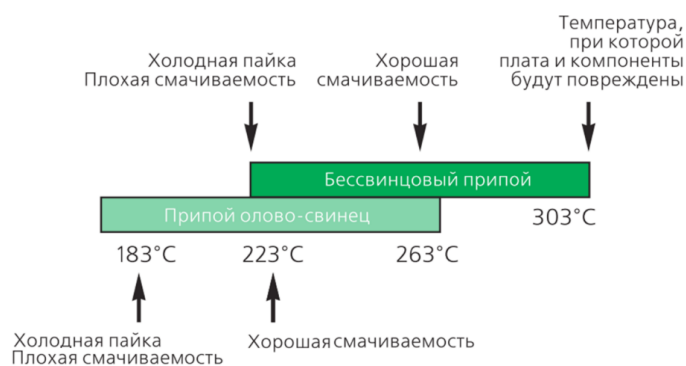 Температура,
при которой
плата и компоненты
будут повреждены
Холодная пайка
Плохая смачиваемость
Хорошая
смачиваемость
Бессвинцовый припой
Припой олово-свинец
303°C
183°C
223°C
263°C
Холодная пайка
Плохая смачиваемость
Хорошая смачиваемость